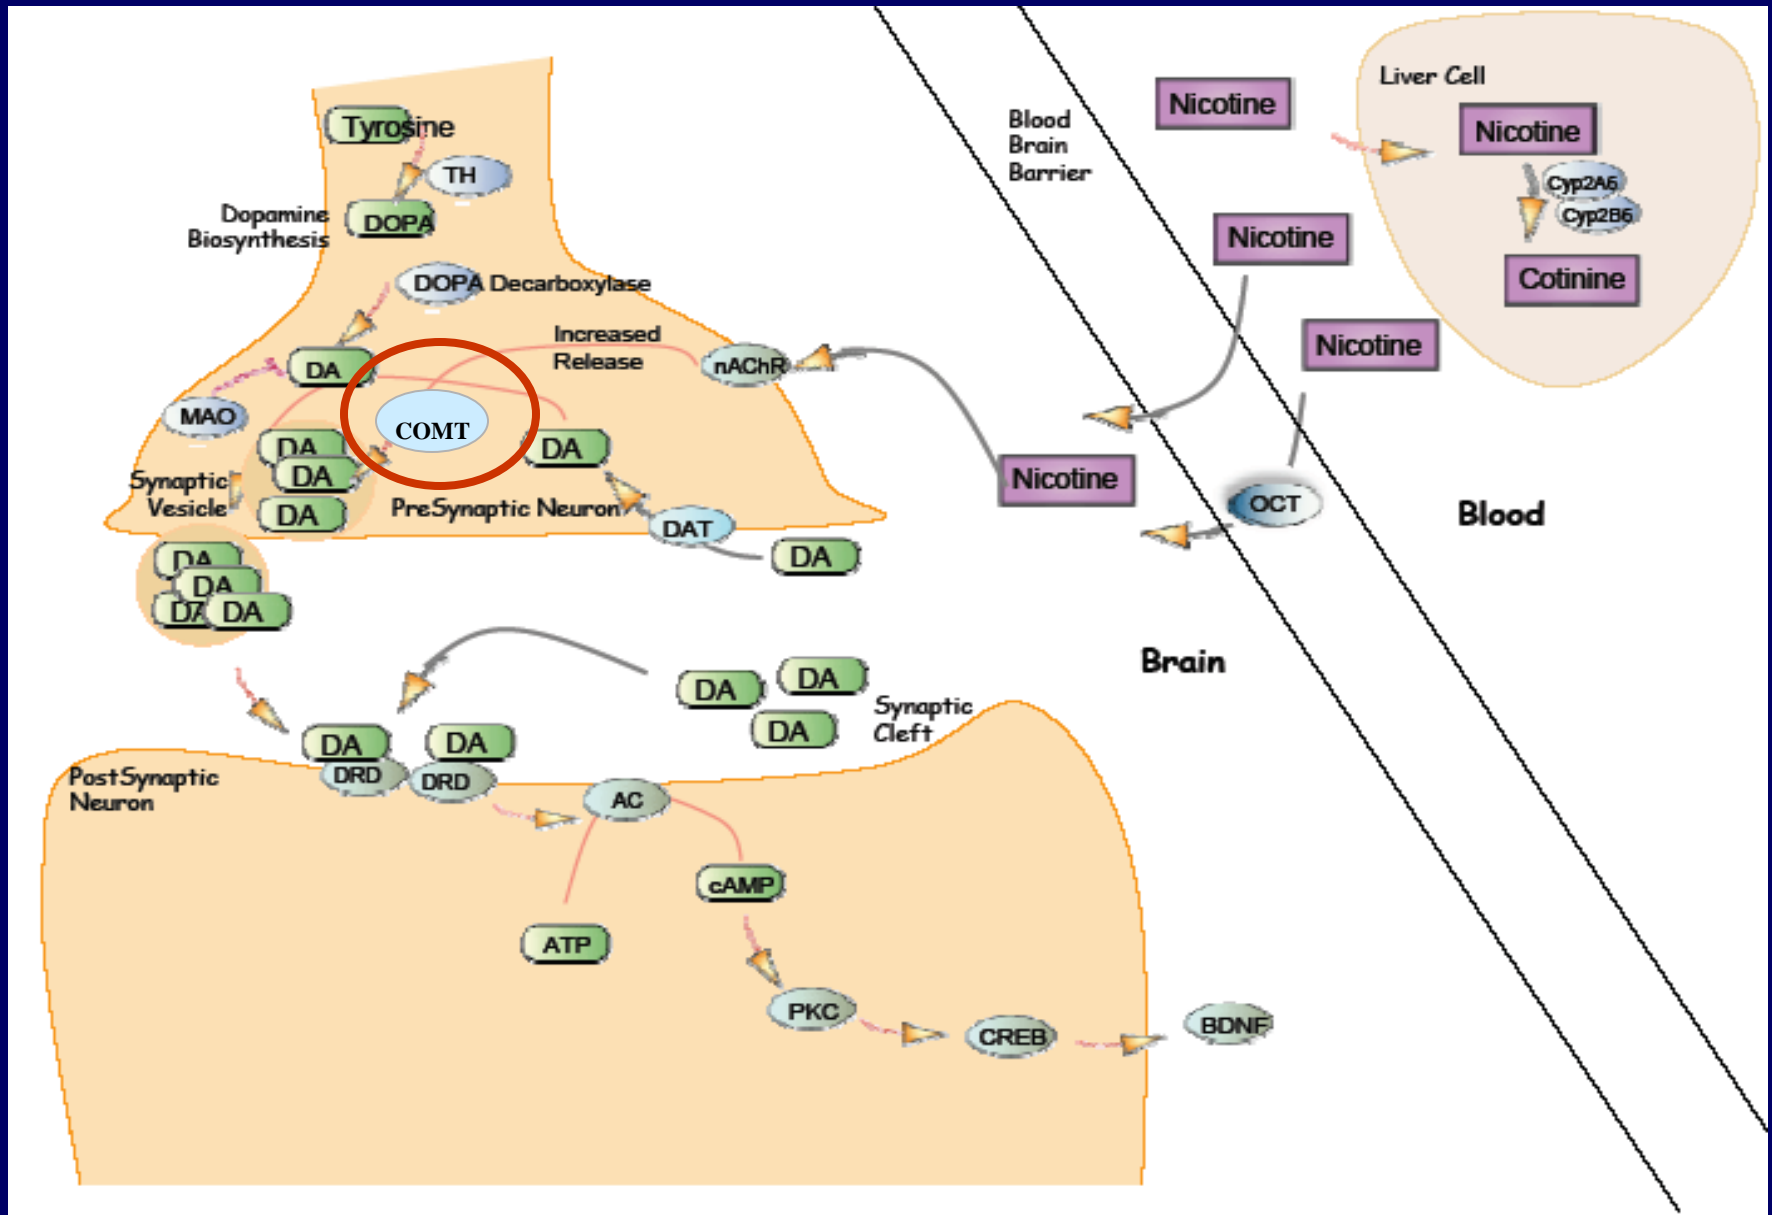 Liver Cell
Nicotine
Nicotine
Cyp2A6
Cyp2B6
Cotinine
Blood
Brain
Barrier
Nicotine
Nicotine
Tyrosine
TH
Dopamine
Biosynthesis
DOPA
DOPA Decarboxylase
Increased
Release
DA
nAChR
MAO
COMT
DA
DA
DA
DA
Synaptic
Vesicle
PreSynaptic Neuron
Nicotine
OCT
Blood
DAT
DA
DA
DA
DA
DA
Brain
DA
DA
DA
Synaptic
Cleft
DA
DA
DRD
DRD
PostSynaptic
Neuron
AC
cAMP
ATP
PKC
CREB
BDNF